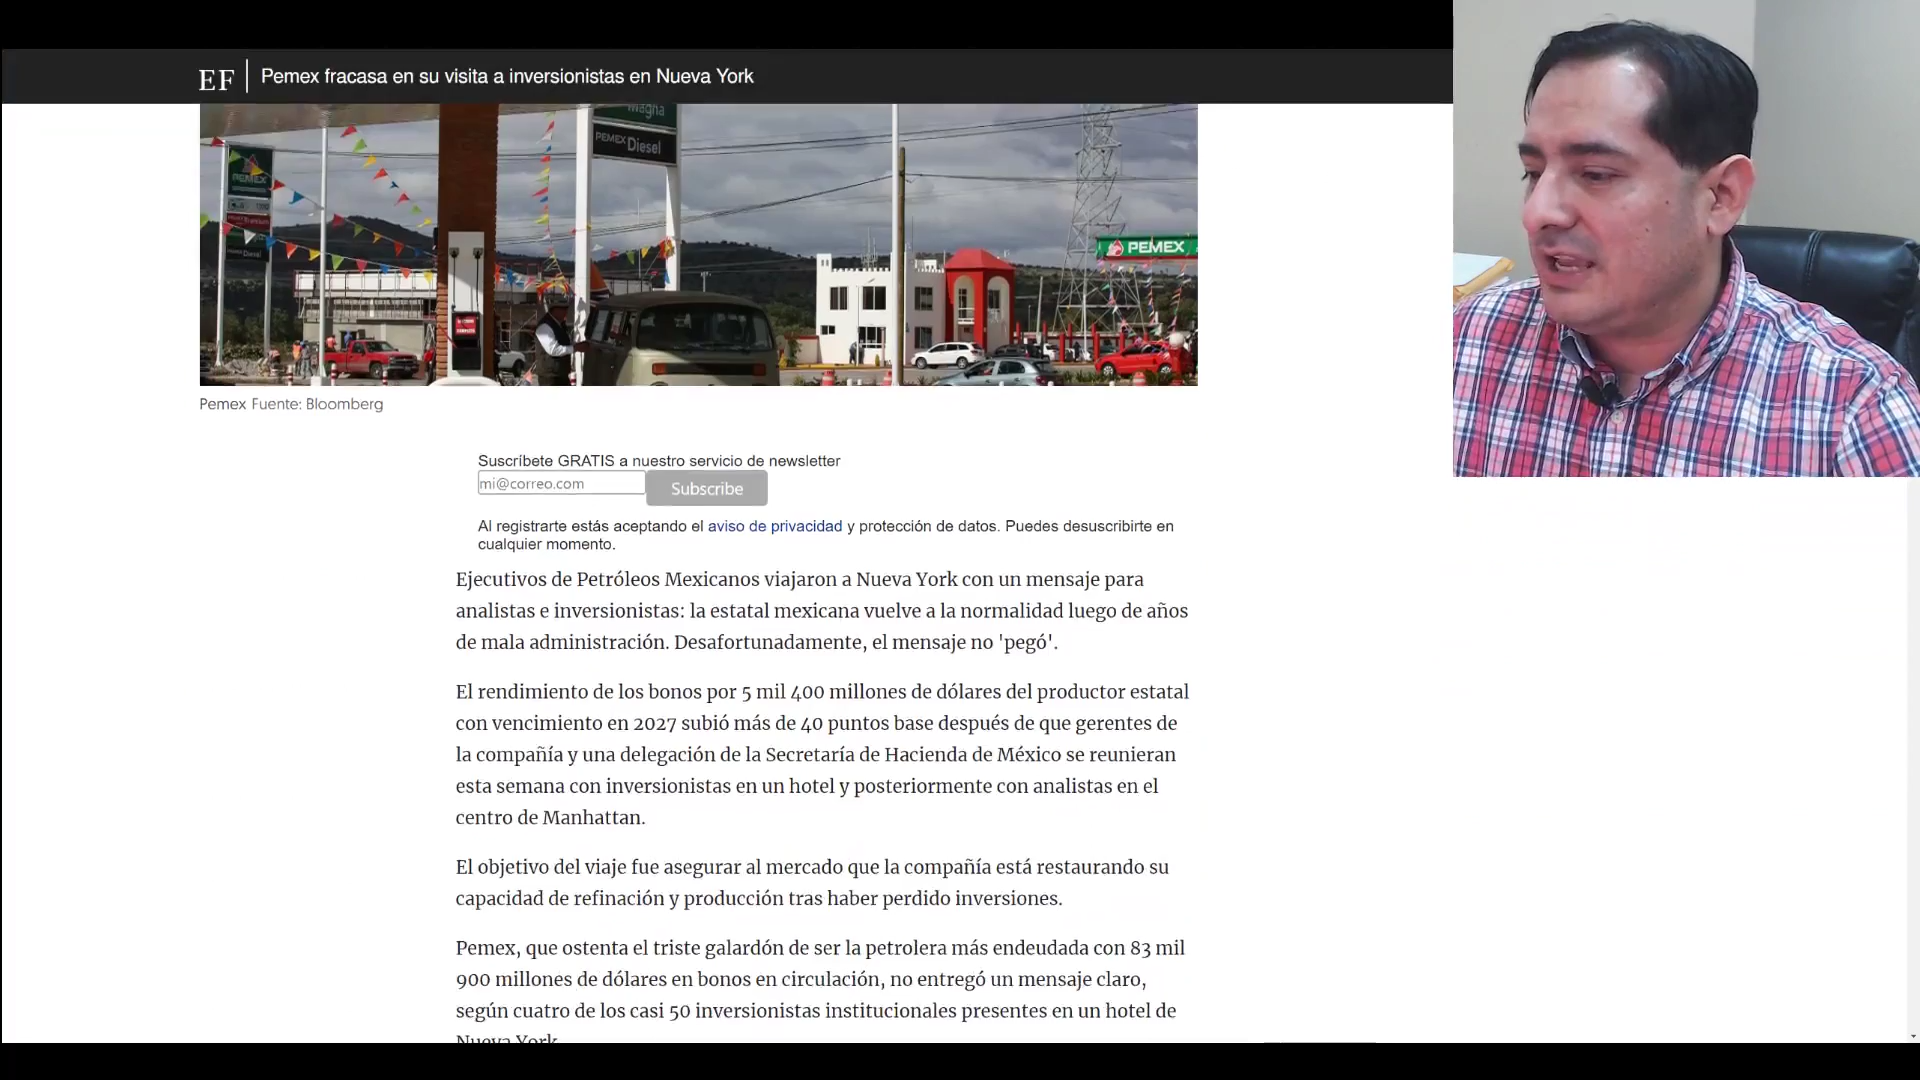 EF | Pemex fracasa en su visita a inversionistas en Nueva York
Magna
PEMEX Diesel
PEMEX
PEMEX
Pemex Fuente: Bloomberg
Suscríbete GRATIS a nuestro servicio de newsletter
mi@correo.com Subscribe
Al registrarte estás aceptando el aviso de privacidad y protección de datos. Puedes desuscribirte en
cualquier momento.
Ejecutivos de Petróleos Mexicanos viajaron a Nueva York con un mensaje para
analistas e inversionistas: la estatal mexicana vuelve a la normalidad luego de años
de mala administración. Desafortunadamente, el mensaje no 'pegó'.
El rendimiento de los bonos por 5 mil 400 millones de dólares del productor estatal
con vencimiento en 2027 subió más de 40 puntos base después de que gerentes de
la compañía y una delegación de la Secretaría de Hacienda de México se reunieran
esta semana con inversionistas en un hotel y posteriormente con analistas en el
centro de Manhattan.
El objetivo del viaje fue asegurar al mercado que la compañía está restaurando su
capacidad de refinación y producción tras haber perdido inversiones.
Pemex, que ostenta el triste galardón de ser la petrolera más endeudada con 83 mil
900 millones de dólares en bonos en circulación, no entregó un mensaje claro,
según cuatro de los casi 50 inversionistas institucionales presentes en un hotel de
Nueva York